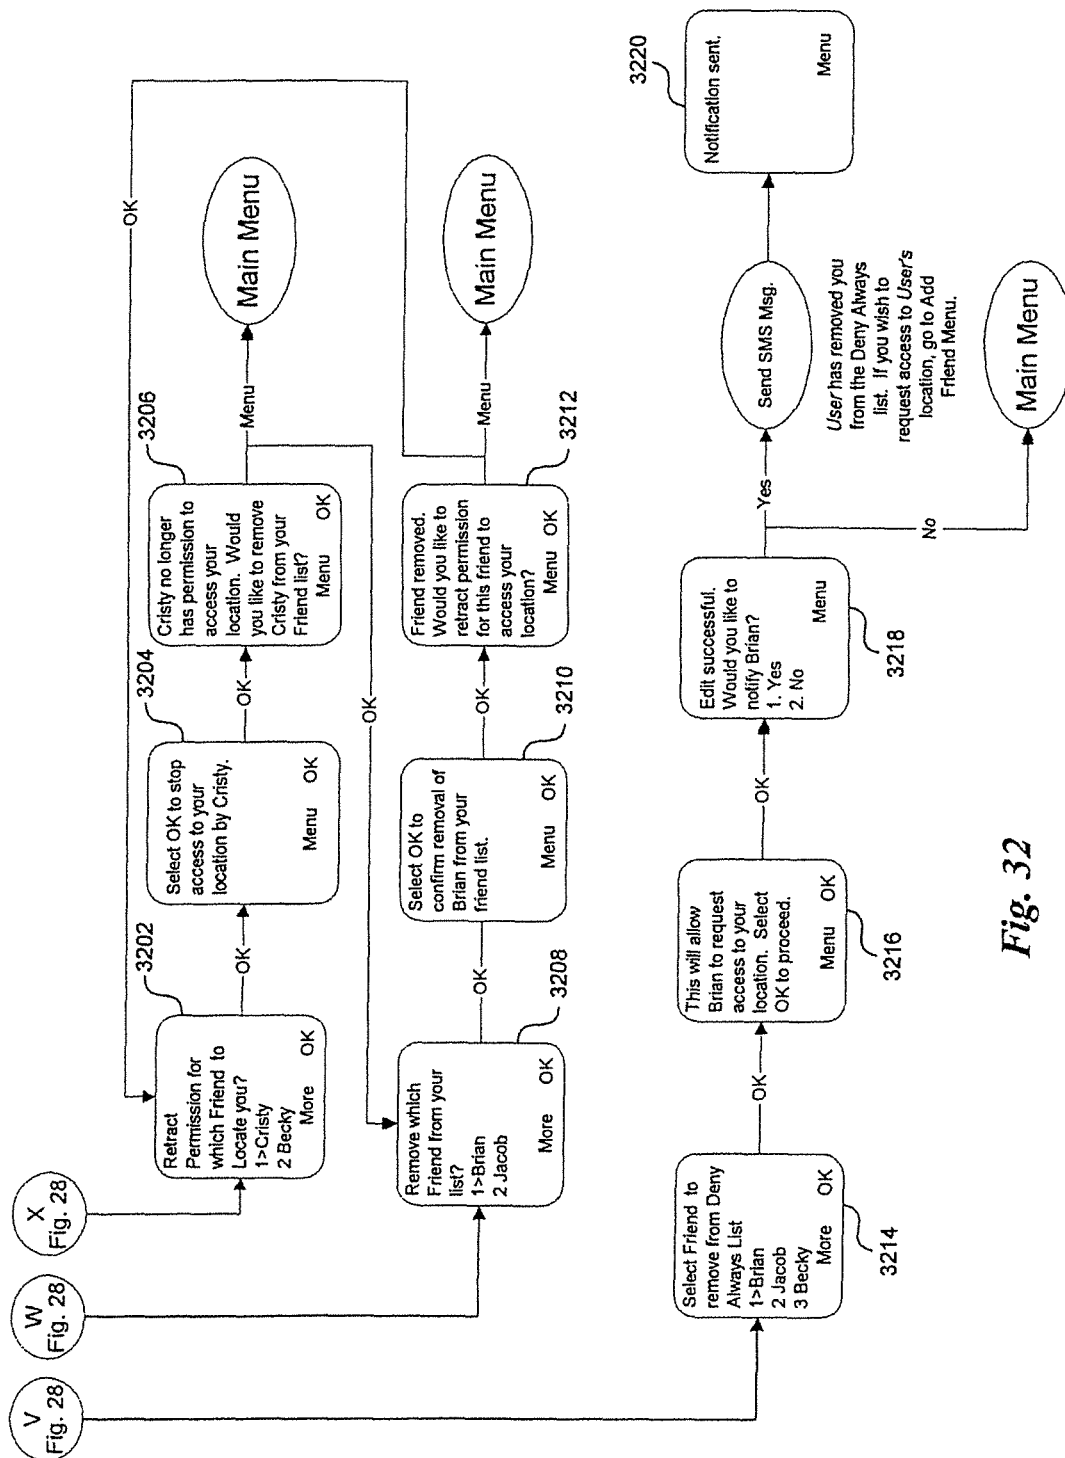 X
Fig. 28
W
Fig. 28
V
Fig. 28
OK
3202
Retract
Permission for
which Friend to
Locate you?
1>Cristy
2 Becky
More OK
OK
3204
Select OK to stop
access to your
location by Cristy.
Menu OK
OK
3206
Cristy no longer
has permission to
access your
location. Would
you like to remove
Cristy from your
Friend list?
Menu OK
Menu
Main Menu
OK
Remove which
Friend from your
list?
1>Brian
2 Jacob
More OK
3208
OK
Select OK to
confirm removal of
Brian from your
friend list.
Menu OK
3210
OK
Friend removed.
Would you like to
retract permission
for this friend to
access your
location?
Menu OK
3212
Menu
Main Menu
Select Friend to
remove from Deny
Always List
1>Brian
2 Jacob
3 Becky
More OK
3214
OK
This will allow
Brian to request
access to your
location. Select
OK to proceed.
Menu OK
3216
OK
Edit successful.
Would you like to
notify Brian?
1. Yes
2. No
Menu
3218
Yes
Send SMS Msg.
User has removed you
from the Deny Always
list. If you wish to
request access to User's
location, go to Add
Friend Menu.
3220
Notification sent.
Menu
No
Main Menu
Fig. 32